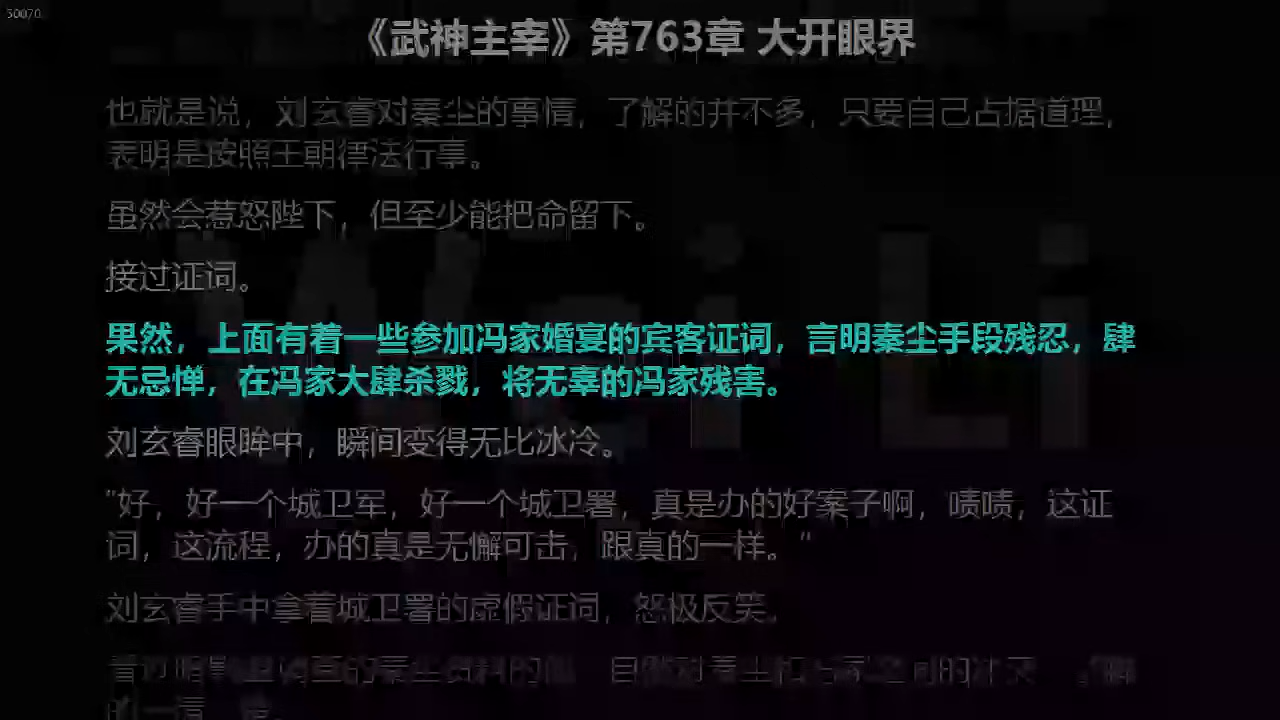 50070
《武神主宰》第763章 大开眼界
也就是说，刘玄睿对秦尘的事情，了解的并不多，只要自己占据道理，
表明是按照王朝律法行事。
虽然会惹怒陛下，但至少能把命留下。
接过证词。
果然，上面有着一些参加冯家婚宴的宾客证词，言明秦尘手段残忍，肆
无忌惮，在冯家大肆杀戮，将无辜的冯家残害。
刘玄睿眼眸中，瞬间变得无比冰冷。
“好，好一个城卫军，好一个城卫署，真是办的好案子啊，啧啧，这证
词，这流程，办的真是无懈可击，跟真的一样。“
刘玄睿手中拿着城卫署的虚假证词，怒极反笑。
Wei Li